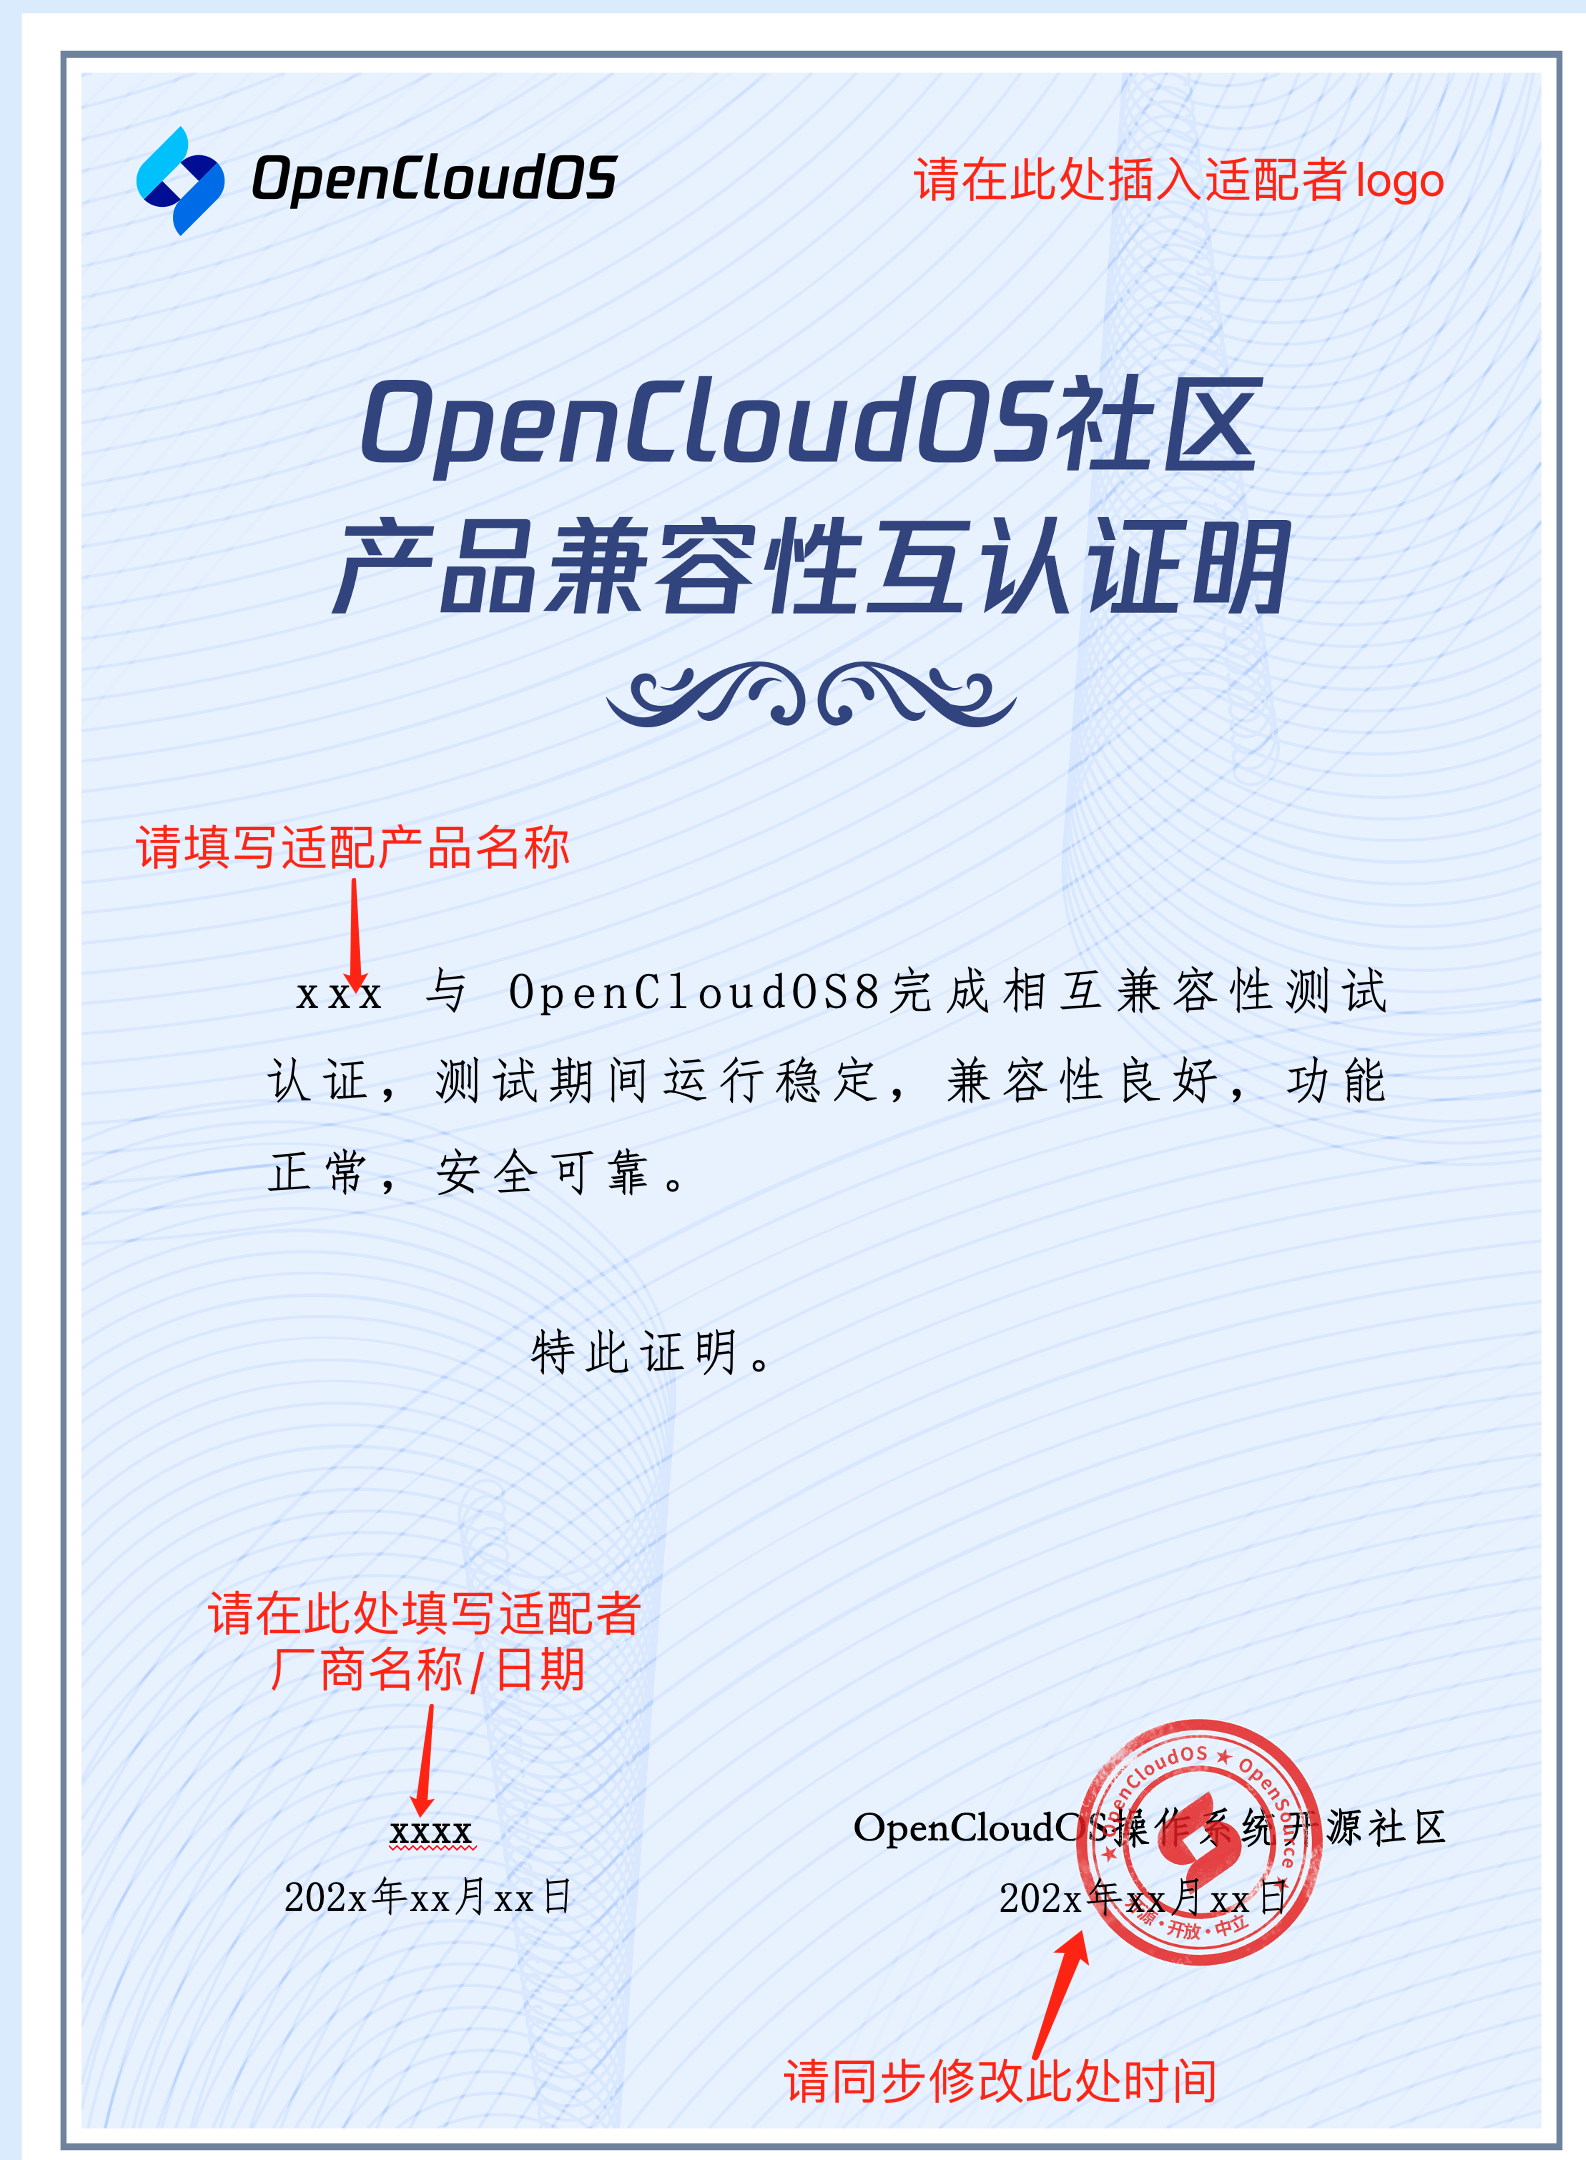 OpenCloudOS
请在此处插入适配者logo
OpenCloudOS社区
产品兼容性互认证明
请填写适配产品名称
xxx 与 OpenCloudOS8完成相互兼容性测试
认证，测试期间运行稳定，兼容性良好，功能
正常，安全可靠。
特此证明。
请在此处填写适配者
厂商名称/日期
xxxx
202x年xx月xx日
OpenCloudOS操作系统开源社区
202x年xx月xx日
★ OpenCloudOS ★ OpenSource ★
开源·开放·中立
请同步修改此处时间